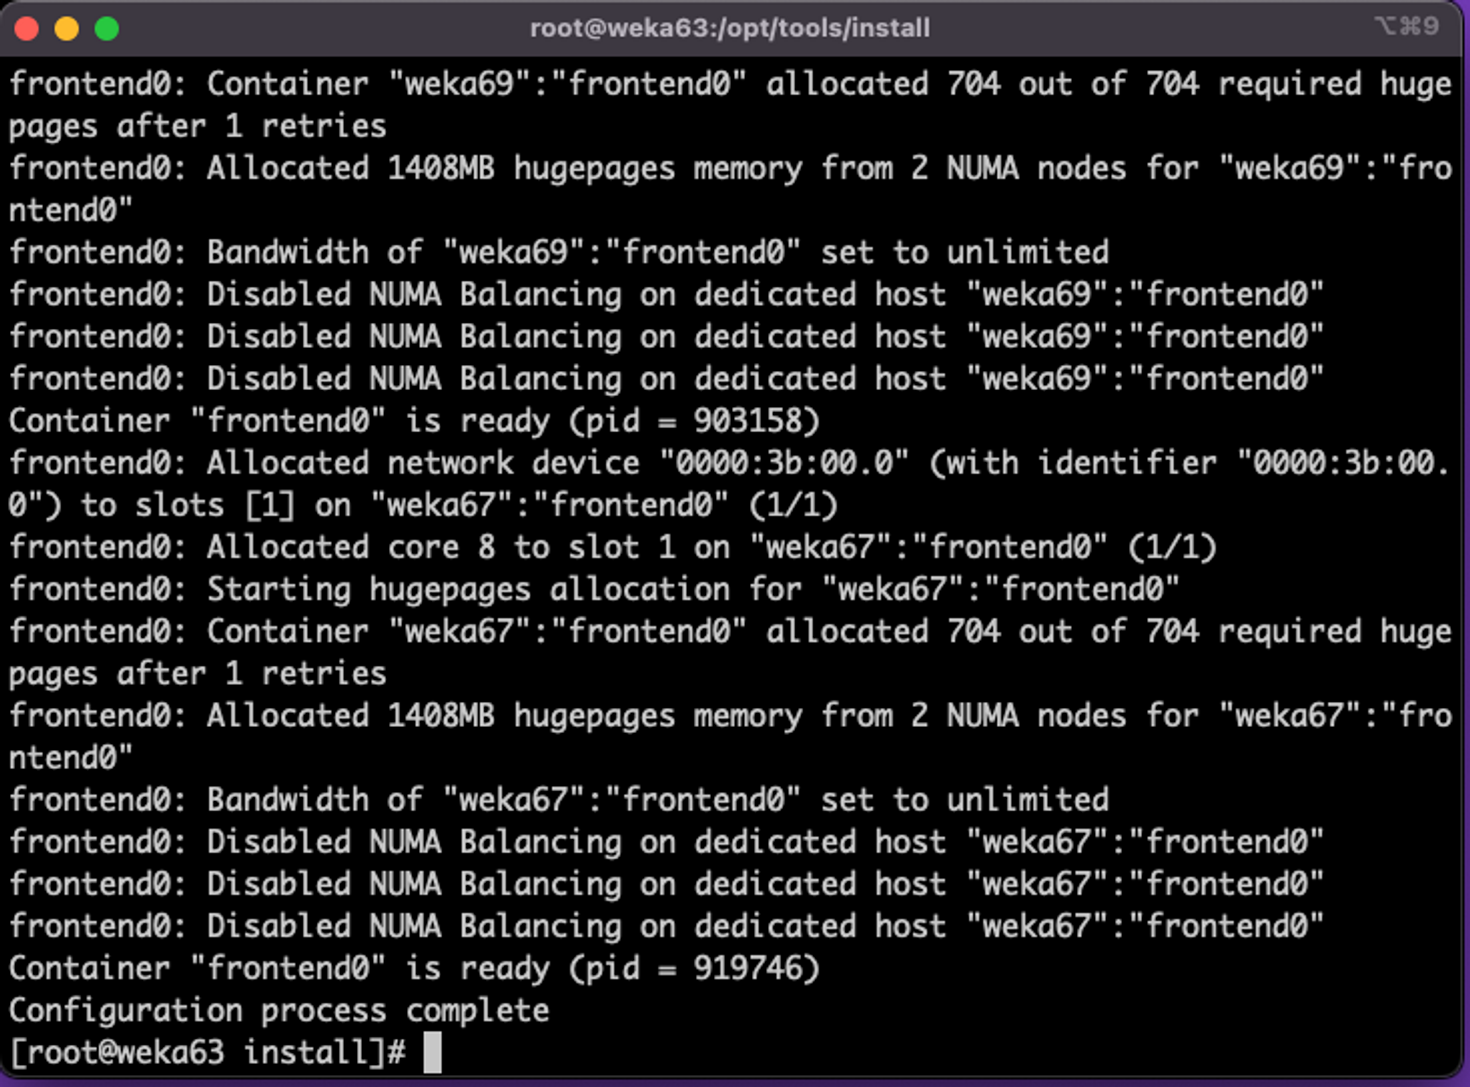 root@weka63:/opt/tools/install
⌥⌘9
frontend0: Container "weka69":"frontend0" allocated 704 out of 704 required huge
pages after 1 retries
frontend0: Allocated 1408MB hugepages memory from 2 NUMA nodes for "weka69":"fro
ntend0"
frontend0: Bandwidth of "weka69":"frontend0" set to unlimited
frontend0: Disabled NUMA Balancing on dedicated host "weka69":"frontend0"
frontend0: Disabled NUMA Balancing on dedicated host "weka69":"frontend0"
frontend0: Disabled NUMA Balancing on dedicated host "weka69":"frontend0"
Container "frontend0" is ready (pid = 903158)
frontend0: Allocated network device "0000:3b:00.0" (with identifier "0000:3b:00.
0") to slots [1] on "weka67":"frontend0" (1/1)
frontend0: Allocated core 8 to slot 1 on "weka67":"frontend0" (1/1)
frontend0: Starting hugepages allocation for "weka67":"frontend0"
frontend0: Container "weka67":"frontend0" allocated 704 out of 704 required huge
pages after 1 retries
frontend0: Allocated 1408MB hugepages memory from 2 NUMA nodes for "weka67":"fro
ntend0"
frontend0: Bandwidth of "weka67":"frontend0" set to unlimited
frontend0: Disabled NUMA Balancing on dedicated host "weka67":"frontend0"
frontend0: Disabled NUMA Balancing on dedicated host "weka67":"frontend0"
frontend0: Disabled NUMA Balancing on dedicated host "weka67":"frontend0"
Container "frontend0" is ready (pid = 919746)
Configuration process complete
[root@weka63 install]#